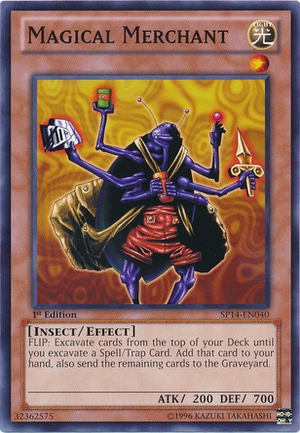 MAGICAL MERCHANT
LIGHT
光
1st Edition
SP14-EN040
[INSECT/EFFECT]
FLIP: Excavate cards from the top of your Deck until
you excavate a Spell/Trap Card. Add that card to your
hand, also send the remaining cards to the Graveyard.
ATK/ 200 DEF/ 700
32362575
©1996 KAZUKI TAKAHASHI